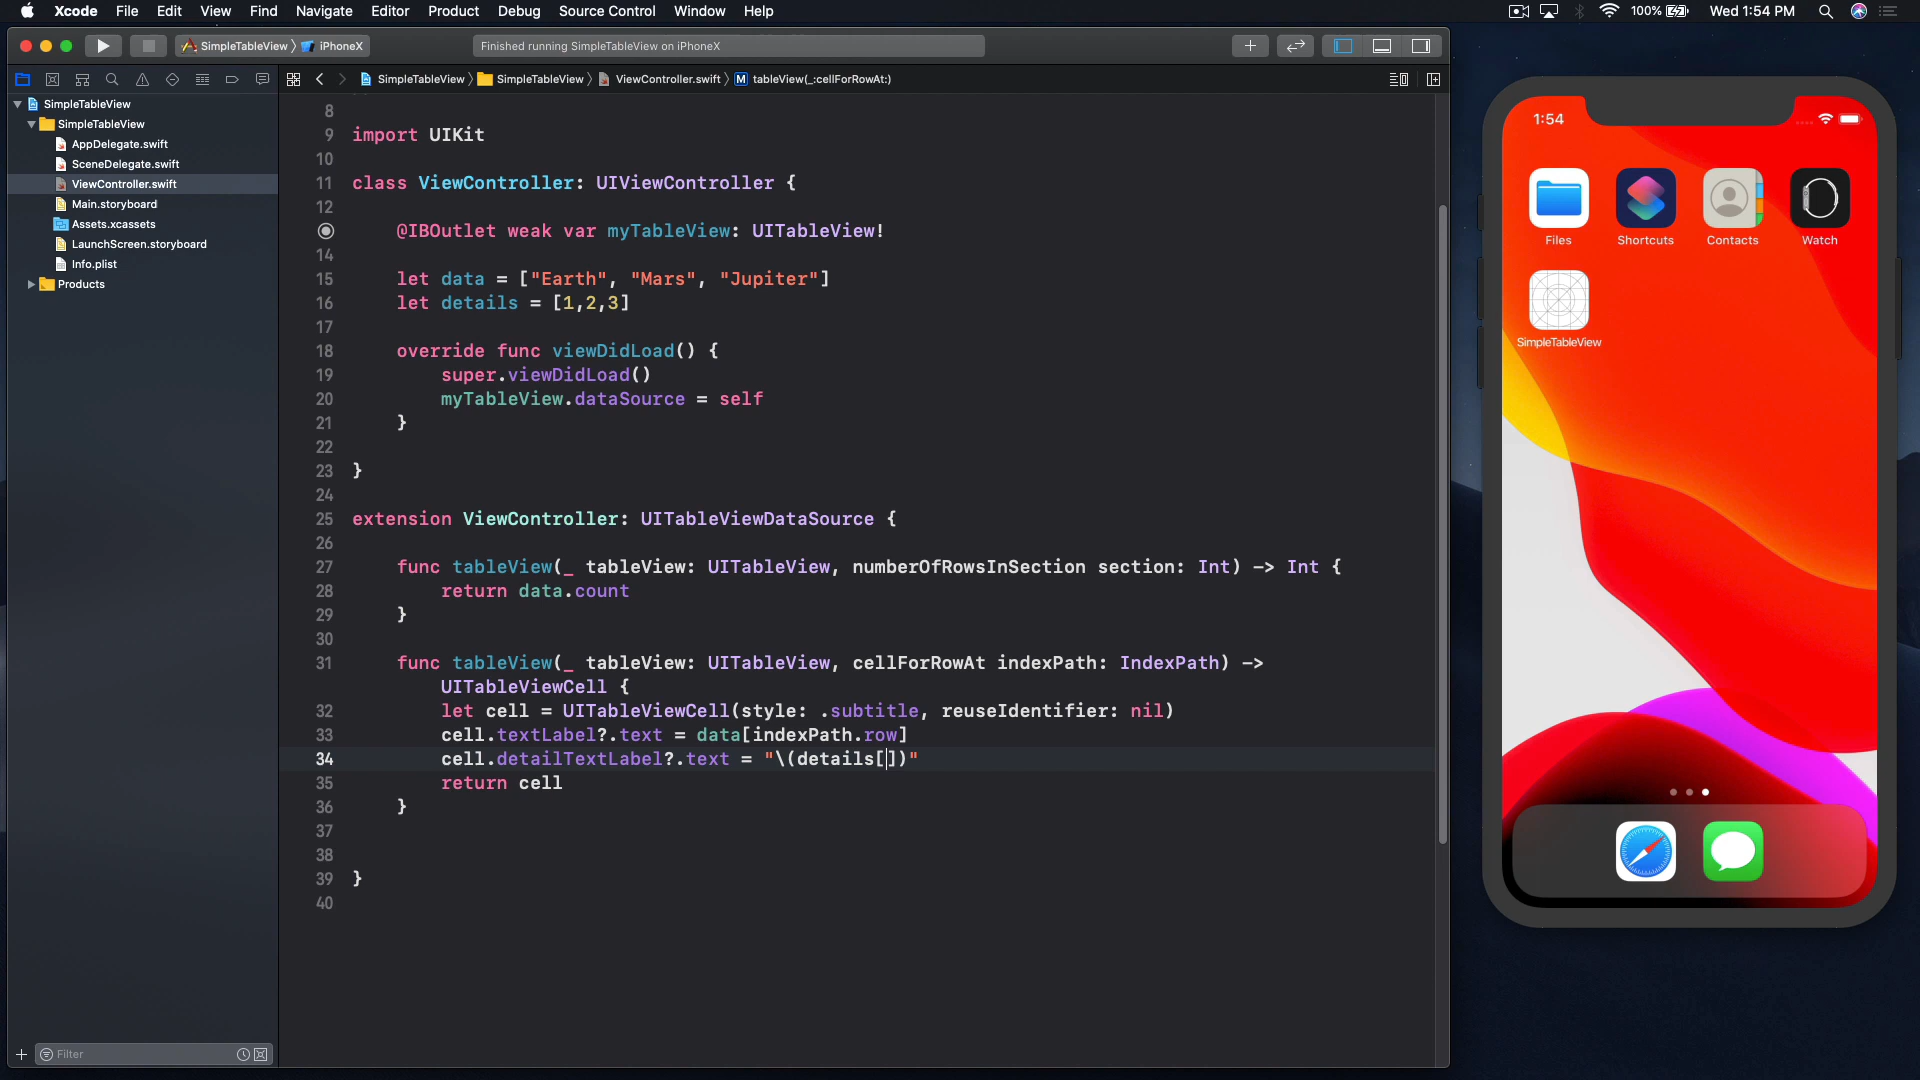 Xcode File Edit View Find Navigate Editor Product Debug Source Control Window Help 100% Wed 1:54 PM
SimpleTableView iPhoneX Finished running SimpleTableView on iPhoneX
SimpleTableView SimpleTableView ViewController.swift M tableView(_:cellForRowAt:)
SimpleTableView
SimpleTableView
AppDelegate.swift
SceneDelegate.swift
ViewController.swift
Main.storyboard
Assets.xcassets
LaunchScreen.storyboard
Info.plist
Products
Filter
8
9 import UIKit
10
11 class ViewController: UIViewController {
12
@IBOutlet weak var myTableView: UITableView!
14
15 let data = ["Earth", "Mars", "Jupiter"]
16 let details = [1,2,3]
17
18 override func viewDidLoad() {
19 super.viewDidLoad()
20 myTableView.dataSource = self
21 }
22
23 }
24
25 extension ViewController: UITableViewDataSource {
26
27 func tableView(_ tableView: UITableView, numberOfRowsInSection section: Int) -> Int {
28 return data.count
29 }
30
31 func tableView(_ tableView: UITableView, cellForRowAt indexPath: IndexPath) ->
UITableViewCell {
32 let cell = UITableViewCell(style: .subtitle, reuseIdentifier: nil)
33 cell.textLabel?.text = data[indexPath.row]
34 cell.detailTextLabel?.text = "\(details[])"
35 return cell
36 }
37
38
39 }
40
1:54
Files Shortcuts Contacts Watch
SimpleTableView